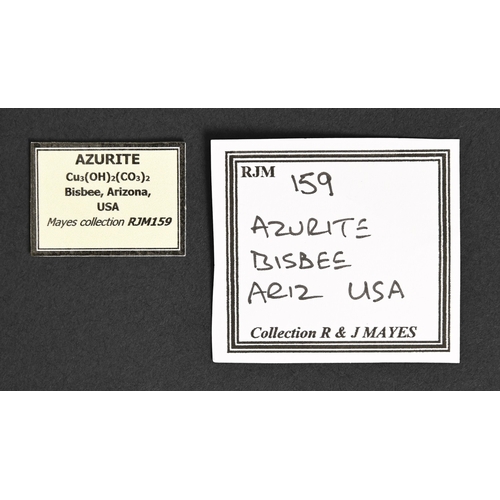 AZURITE
Cu₃(OH)₂(CO₃)₂
Bisbee, Arizona,
USA
Mayes collection RJM159
RJM 159
AZURITE
BISBEE
ARIZ USA
Collection R & J MAYES